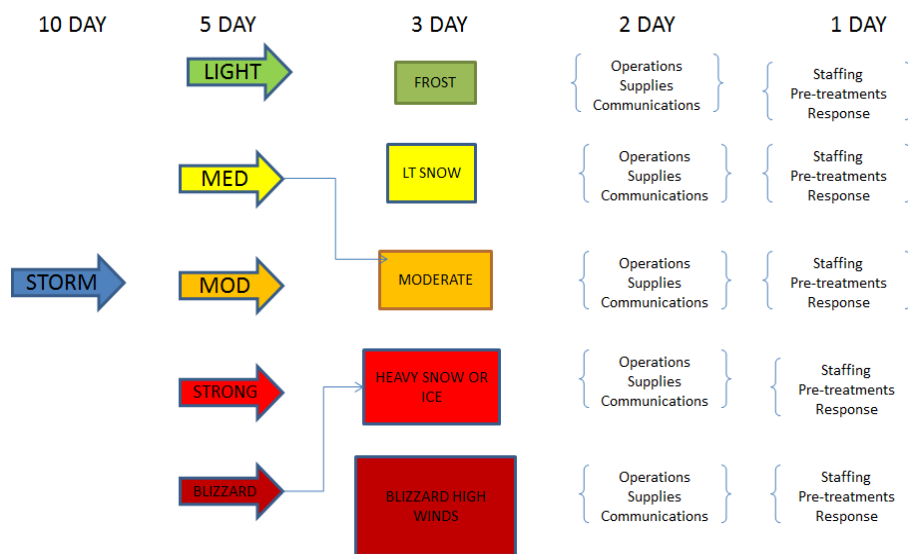 10 DAY
5 DAY
3 DAY
2 DAY
1 DAY
LIGHT
FROST
Operations
Supplies
Communications
Staffing
Pre-treatments
Response
MED
LT SNOW
Operations
Supplies
Communications
Staffing
Pre-treatments
Response
STORM
MOD
MODERATE
Operations
Supplies
Communications
Staffing
Pre-treatments
Response
STRONG
HEAVY SNOW OR
ICE
Operations
Supplies
Communications
Staffing
Pre-treatments
Response
BLIZZARD
BLIZZARD HIGH
WINDS
Operations
Supplies
Communications
Staffing
Pre-treatments
Response